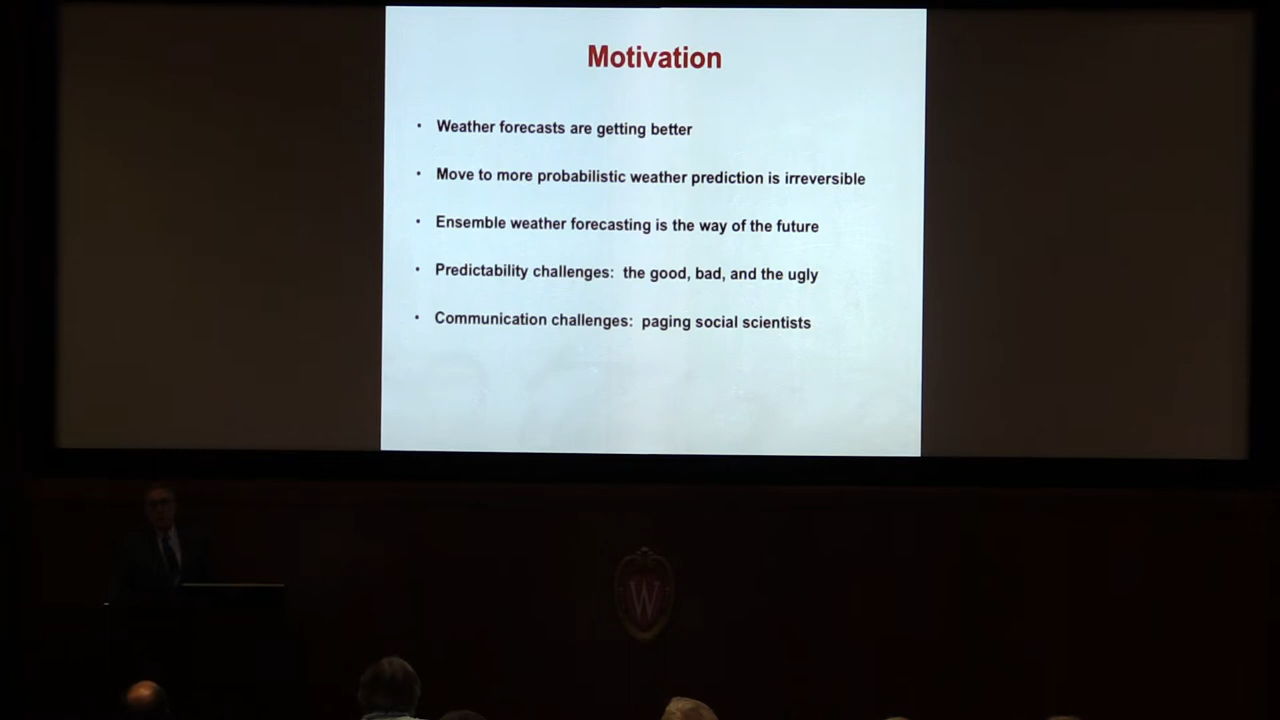 Motivation
• Weather forecasts are getting better
• Move to more probabilistic weather prediction is irreversible
• Ensemble weather forecasting is the way of the future
• Predictability challenges:  the good, bad, and the ugly
• Communication challenges:  paging social scientists
W